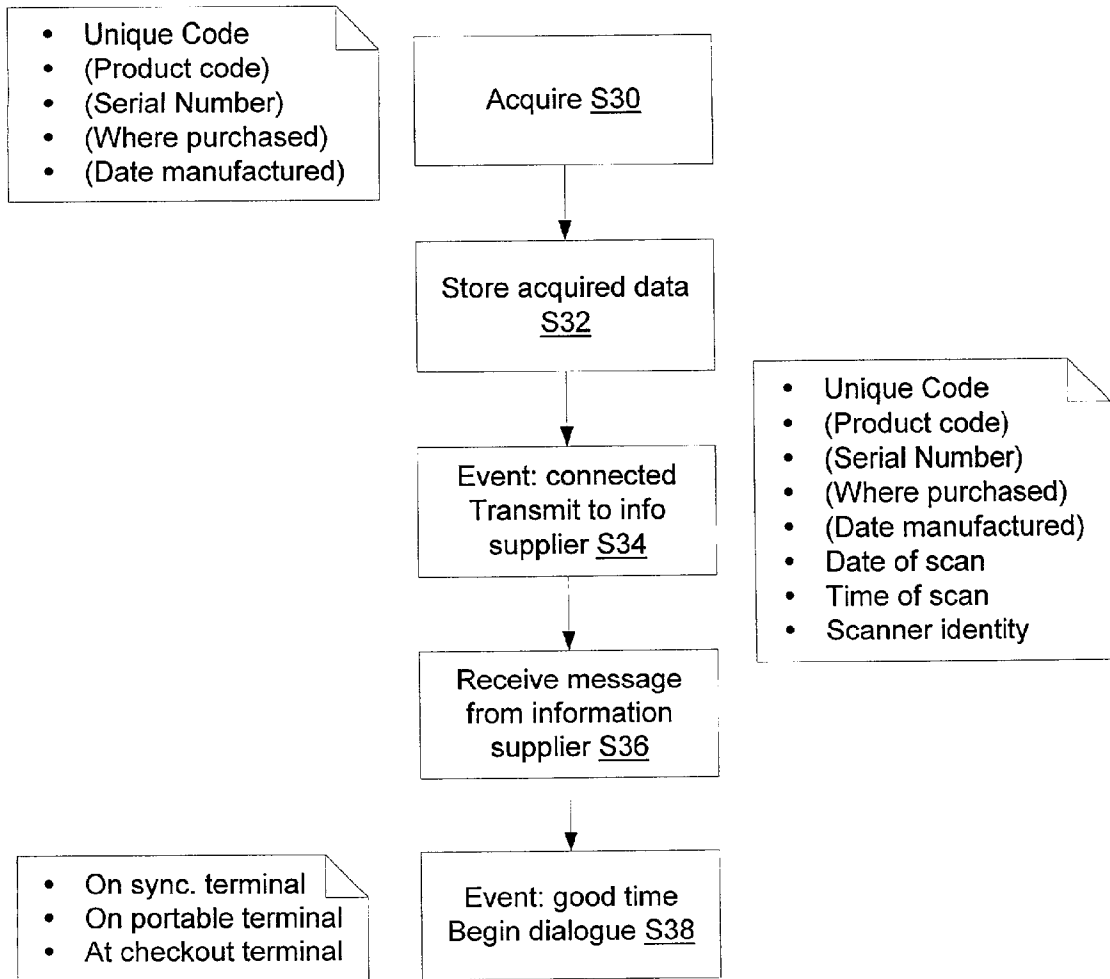 • Unique Code
• (Product code)
• (Serial Number)
• (Where purchased)
• (Date manufactured)
Acquire S30
Store acquired data
S32
Event: connected
Transmit to info
supplier S34
• Unique Code
• (Product code)
• (Serial Number)
• (Where purchased)
• (Date manufactured)
• Date of scan
• Time of scan
• Scanner identity
Receive message
from information
supplier S36
• On sync. terminal
• On portable terminal
• At checkout terminal
Event: good time
Begin dialogue S38